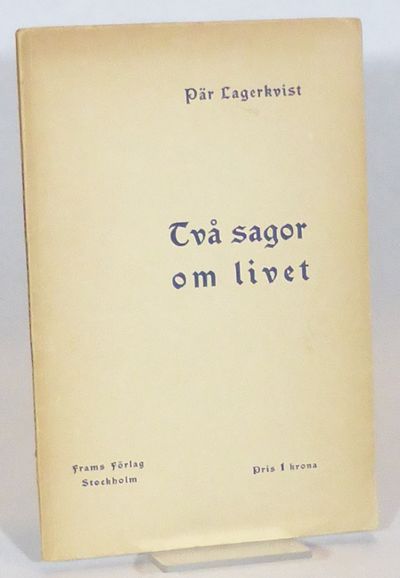 Pär Lagerkvist
Två sagor
om livet
Frams Förlag
Stockholm
Pris 1 krona